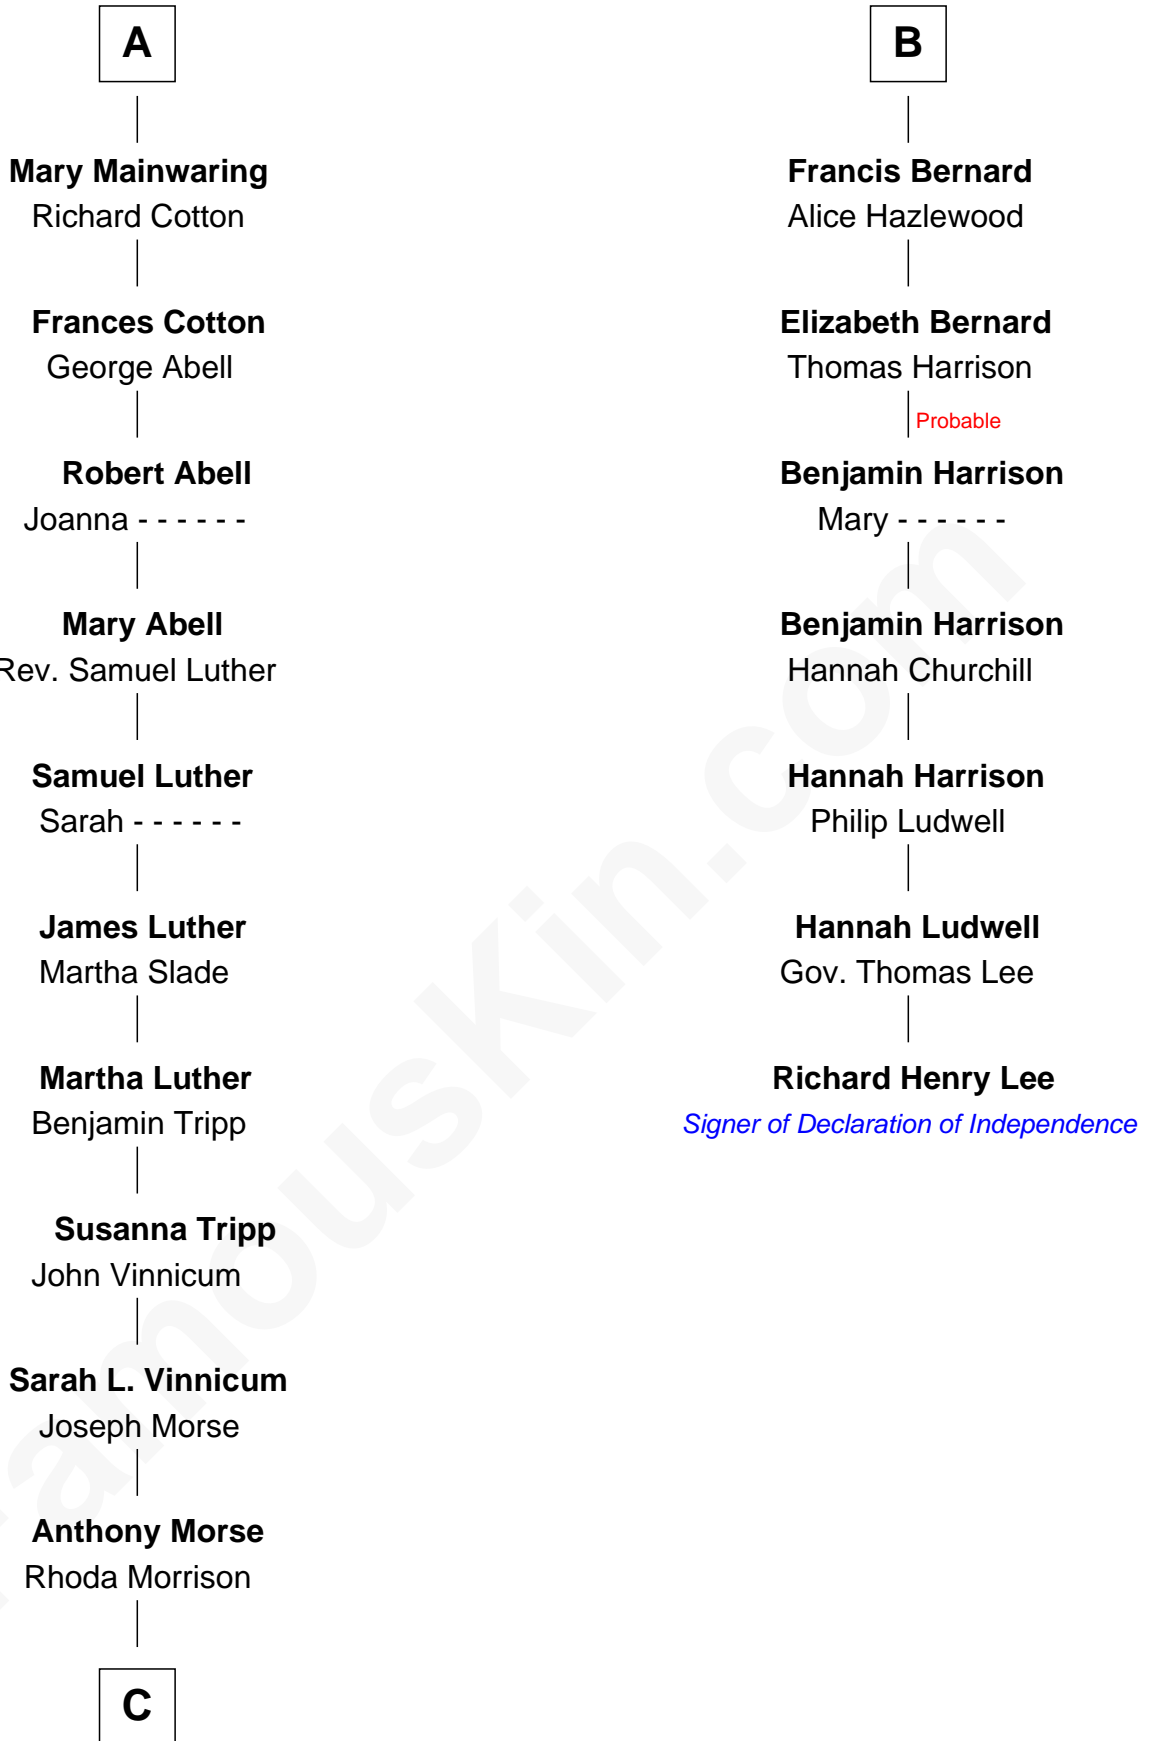 A
Mary Mainwaring
Richard Cotton
Frances Cotton
George Abell
Robert Abell
Joanna - - - - - -
Mary Abell
Rev. Samuel Luther
Samuel Luther
Sarah - - - - - -
James Luther
Martha Slade
Martha Luther
Benjamin Tripp
Susanna Tripp
John Vinnicum
Sarah L. Vinnicum
Joseph Morse
Anthony Morse
Rhoda Morrison
C
B
Francis Bernard
Alice Hazlewood
Elizabeth Bernard
Thomas Harrison
Probable
Benjamin Harrison
Mary - - - - - -
Benjamin Harrison
Hannah Churchill
Hannah Harrison
Philip Ludwell
Hannah Ludwell
Gov. Thomas Lee
Richard Henry Lee
Signer of Declaration of Independence
FamousKin.com